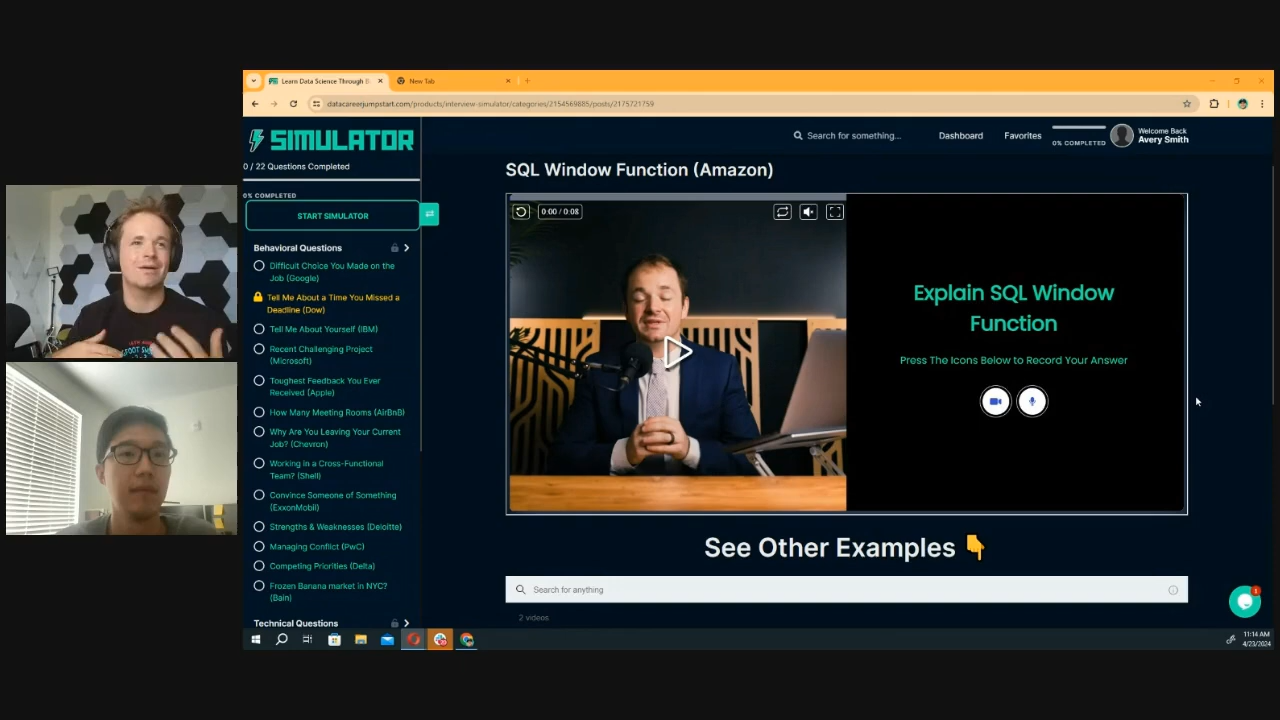 Learn Data Science Through B
New Tab
datacareerjumpstart.com/products/interview-simulator/categories/2154569885/posts/2175721759
SIMULATOR
0 / 22 Questions Completed
0% COMPLETED
START SIMULATOR
Behavioral Questions
Difficult Choice You Made on the
Job (Google)
Tell Me About a Time You Missed a
Deadline (Dow)
Tell Me About Yourself (IBM)
Recent Challenging Project
(Microsoft)
Toughest Feedback You Ever
Received (Apple)
How Many Meeting Rooms (AirBnB)
Why Are You Leaving Your Current
Job? (Chevron)
Working in a Cross-Functional
Team? (Shell)
Convince Someone of Something
(ExxonMobil)
Strengths & Weaknesses (Deloitte)
Managing Conflict (PwC)
Competing Priorities (Delta)
Frozen Banana market in NYC?
(Bain)
Technical Questions
Search for something...
Dashboard
Favorites
0% COMPLETED
Welcome Back
Avery Smith
SQL Window Function (Amazon)
0:00 / 0:08
Explain SQL Window
Function
Press The Icons Below to Record Your Answer
See Other Examples
Search for anything
2 videos
1
11:14 AM
4/23/2024